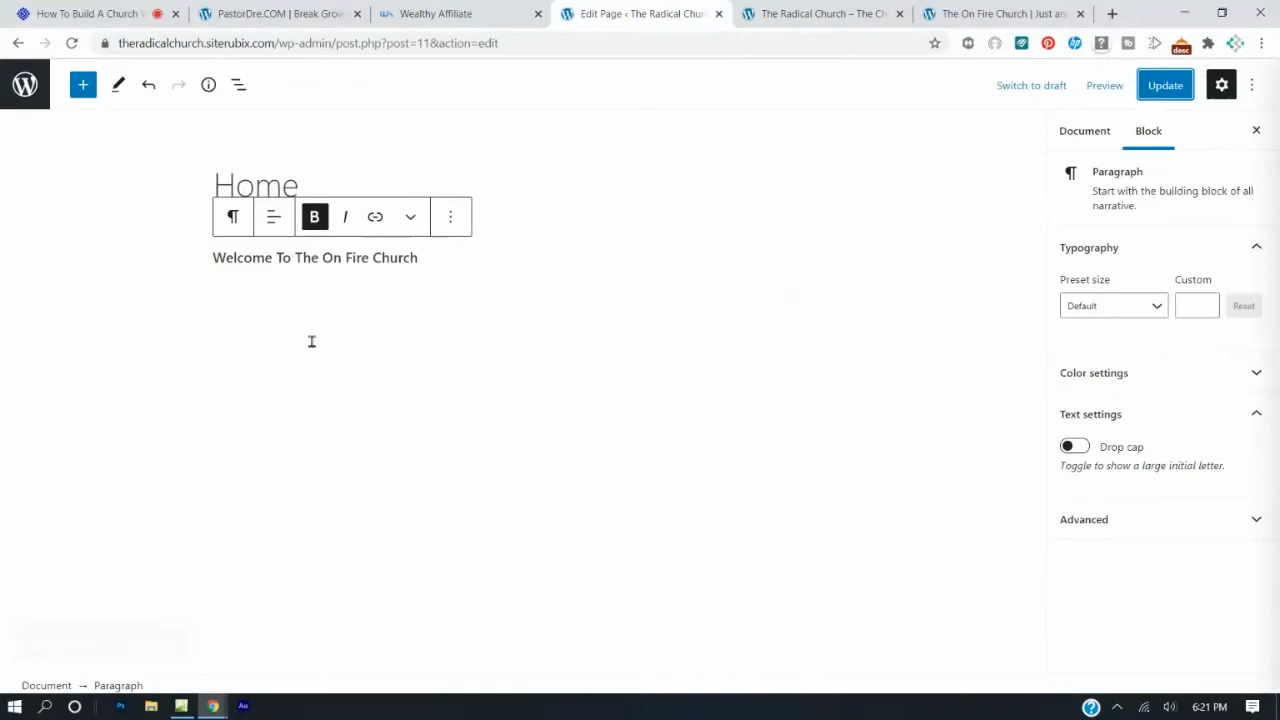 How To Build A Church
PastorDre.COM | Break Grow
Wealthy Affiliate
Edit Page ‹ The Radical Chur
The Radical Church – The Ch
The On Fire Church | Just an
theradicalchurch.siterubix.com/wp-admin/post.php?post=11&action=edit
desc
Switch to draft
Preview
Update
Document
Block
Paragraph
Start with the building block of all
narrative.
Home
B I
Welcome To The On Fire Church
Typography
Preset size
Custom
Default
Reset
Color settings
Text settings
Drop cap
Toggle to show a large initial letter.
Advanced
Document → Paragraph
Ps
Au
6:21 PM